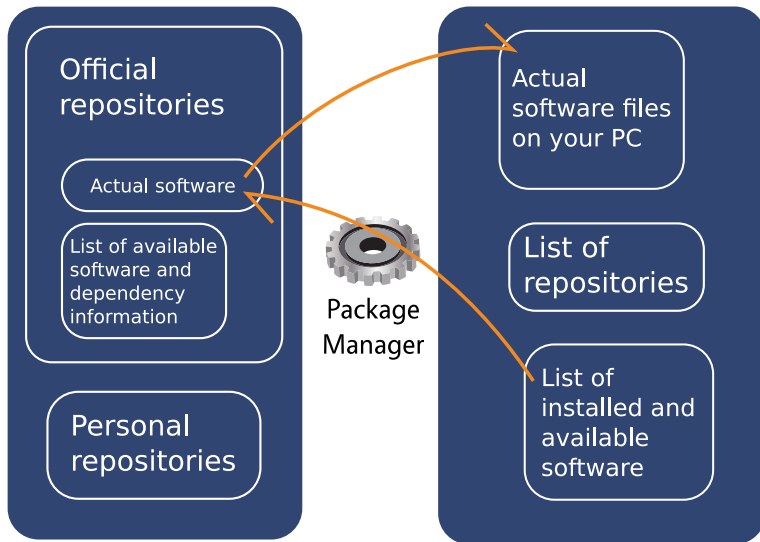 Official
repositories
Actual software
List of available
software and
dependency
information
Personal
repositories
Package
Manager
Actual
software files
on your PC
List of
repositories
List of
installed and
available
software